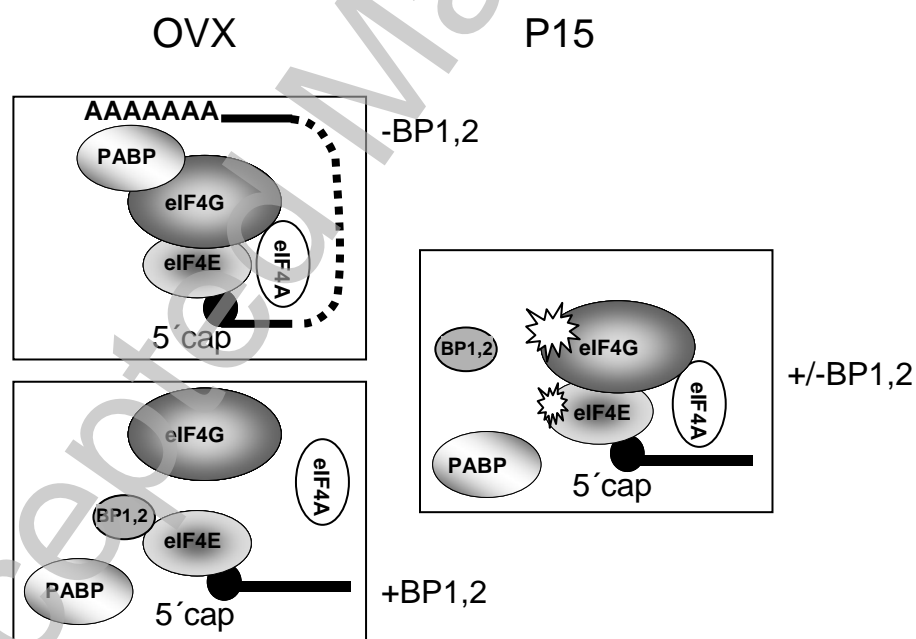 OVX
P15
AAAAAAA
PABP
eIF4G
eIF4E
eIF4A
5´cap
-BP1,2
eIF4G
eIF4A
BP1,2
eIF4E
PABP
5´cap
+BP1,2
BP1,2
eIF4G
eIF4E
eIF4A
PABP
5´cap
+/-BP1,2